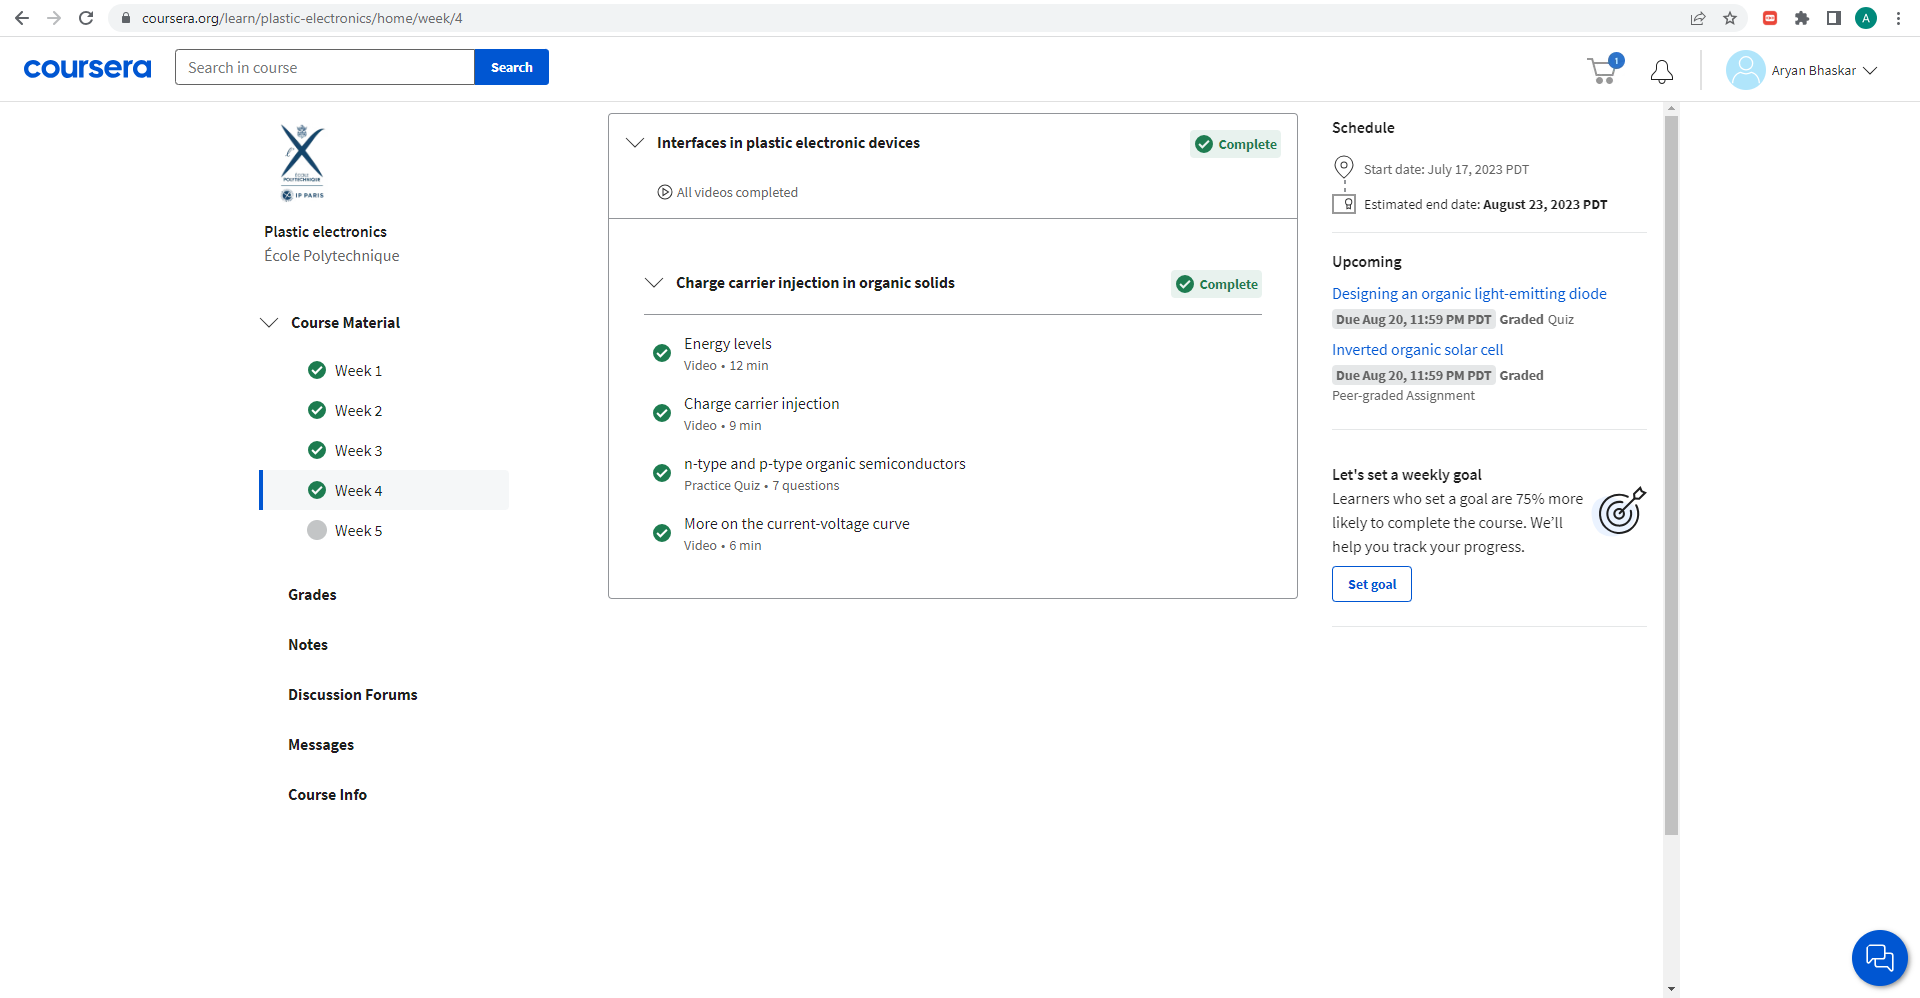 coursera.org/learn/plastic-electronics/home/week/4
A
coursera
Search in course
Search
1
Aryan Bhaskar
ÉCOLE
POLYTECHNIQUE
IP PARIS
Plastic electronics
École Polytechnique
Course Material
Week 1
Week 2
Week 3
Week 4
Week 5
Grades
Notes
Discussion Forums
Messages
Course Info
Interfaces in plastic electronic devices
Complete
All videos completed
Charge carrier injection in organic solids
Complete
Energy levels
Video • 12 min
Charge carrier injection
Video • 9 min
n-type and p-type organic semiconductors
Practice Quiz • 7 questions
More on the current-voltage curve
Video • 6 min
Schedule
Start date: July 17, 2023 PDT
Estimated end date: August 23, 2023 PDT
Upcoming
Designing an organic light-emitting diode
Due Aug 20, 11:59 PM PDT Graded Quiz
Inverted organic solar cell
Due Aug 20, 11:59 PM PDT Graded
Peer-graded Assignment
Let's set a weekly goal
Learners who set a goal are 75% more
likely to complete the course. We’ll
help you track your progress.
Set goal